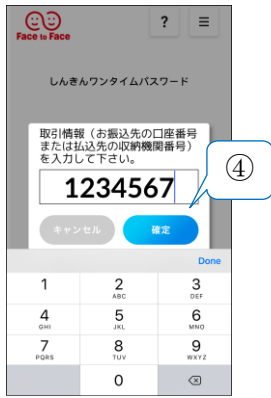 Face to Face
?
しんきんワンタイムパスワード
取引情報（お振込先の口座番号
または払込先の収納機関番号）
を入力して下さい。
1234567
④
キャンセル 確定
Done
1 2 3
ABC DEF
4 5 6
GHI JKL MNO
7 8 9
PQRS TUV WXYZ
0